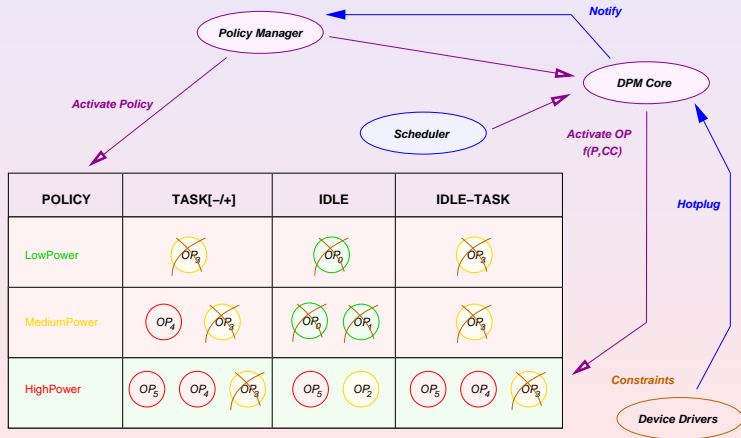 Notify
Policy Manager
DPM Core
Activate Policy
Scheduler
Activate OP
f(P,CC)
POLICY TASK[−/+] IDLE IDLE−TASK
Hotplug
LowPower OP3 OP0 OP3
MediumPower OP4 OP3 OP0 OP1 OP3
HighPower OP5 OP4 OP3 OP5 OP2 OP5 OP4 OP3
Constraints
Device Drivers